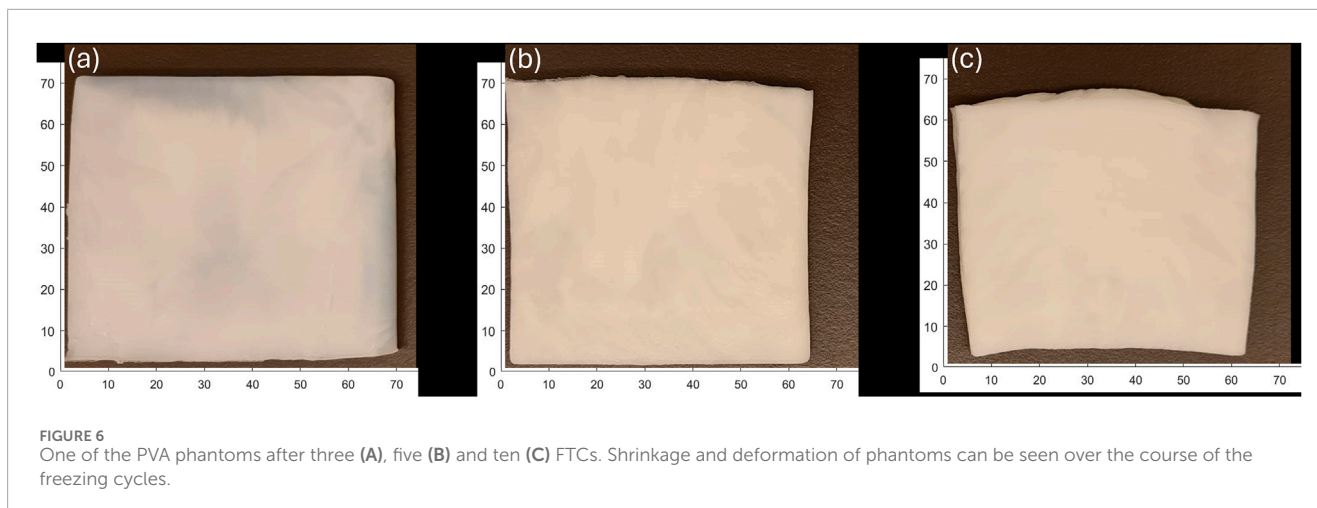 (a)
(b)
(c)
70
60
50
40
30
20
10
0
0 10 20 30 40 50 60 70
70
60
50
40
30
20
10
0
0 10 20 30 40 50 60 70
70
60
50
40
30
20
10
0
0 10 20 30 40 50 60 70
FIGURE 6
One of the PVA phantoms after three (A), five (B) and ten (C) FTCs. Shrinkage and deformation of phantoms can be seen over the course of the
freezing cycles.